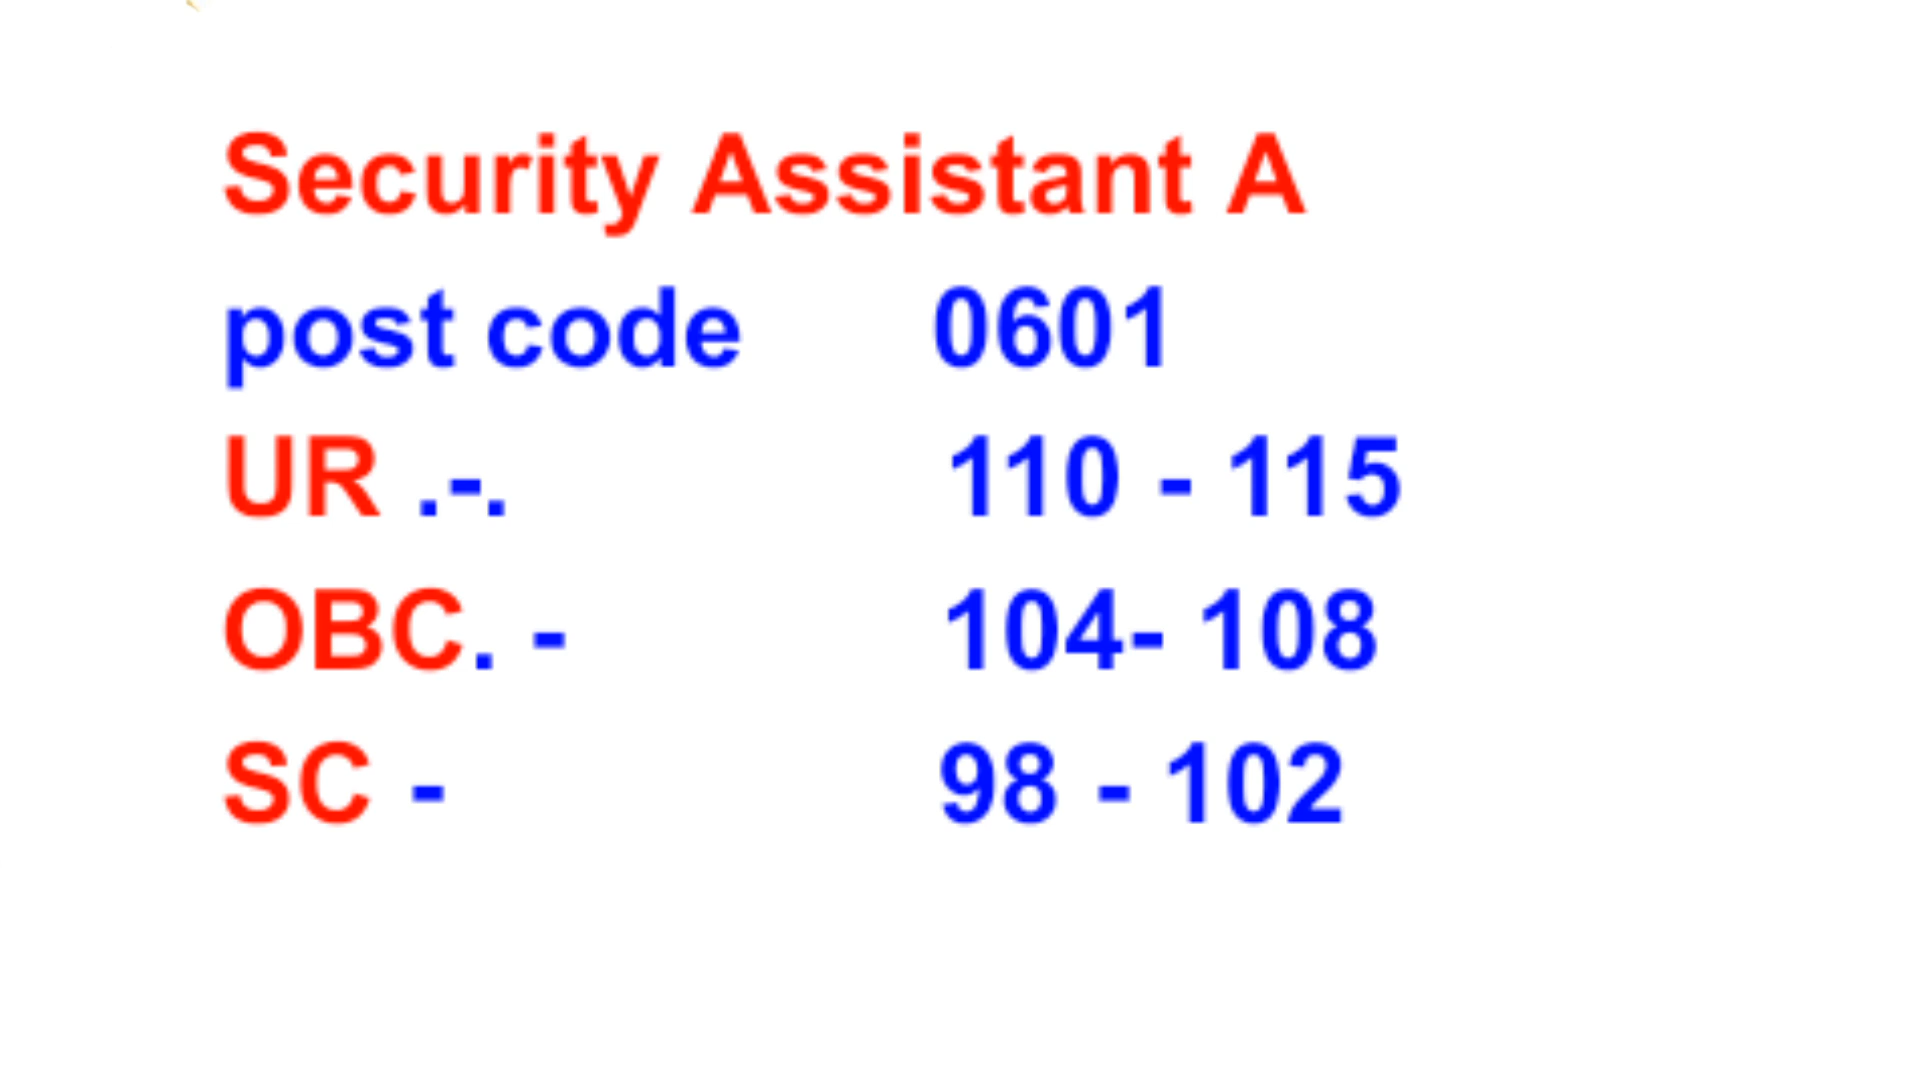 Security Assistant A
post code 0601
UR .-. 110 - 115
OBC. - 104- 108
SC - 98 - 102